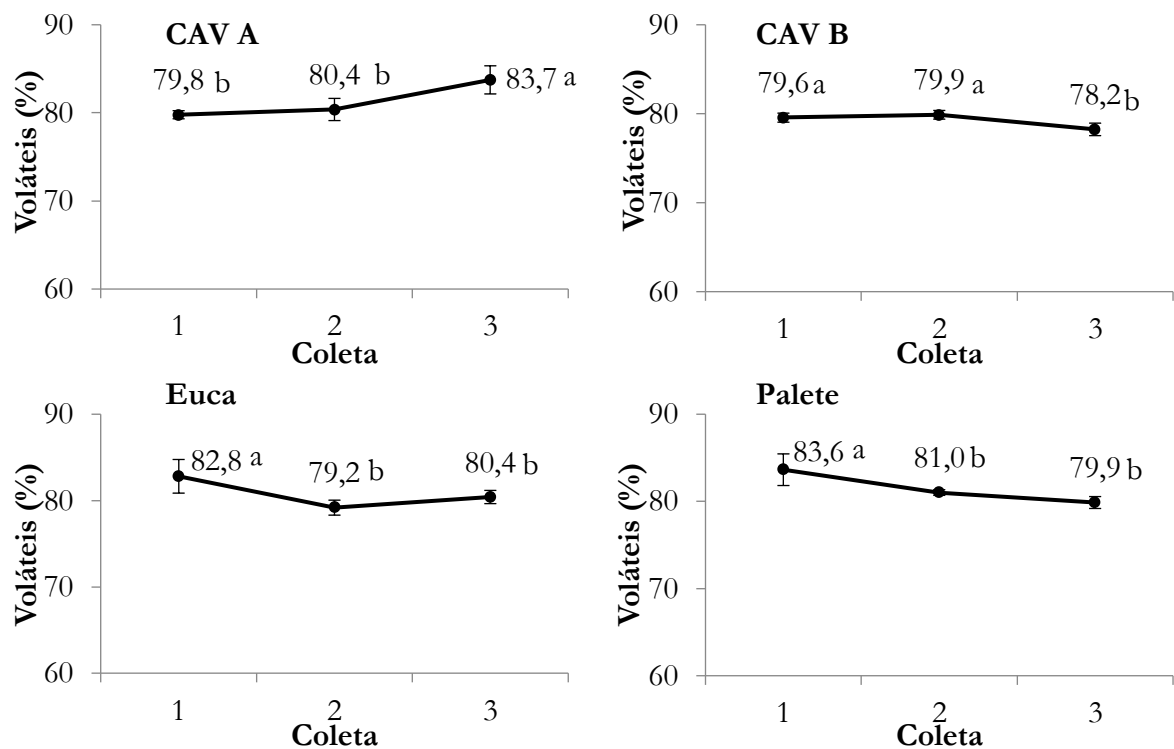 CAV A
Voláteis (%)
90
80
70
60
79,8 b
80,4 b
83,7 a
1
2
3
Coleta
CAV B
Voláteis (%)
90
80
70
60
79,6 a
79,9 a
78,2 b
1
2
3
Coleta
Euca
Voláteis (%)
90
80
70
60
82,8 a
79,2 b
80,4 b
1
2
3
Coleta
Palete
Voláteis (%)
90
80
70
60
83,6 a
81,0 b
79,9 b
1
2
3
Coleta